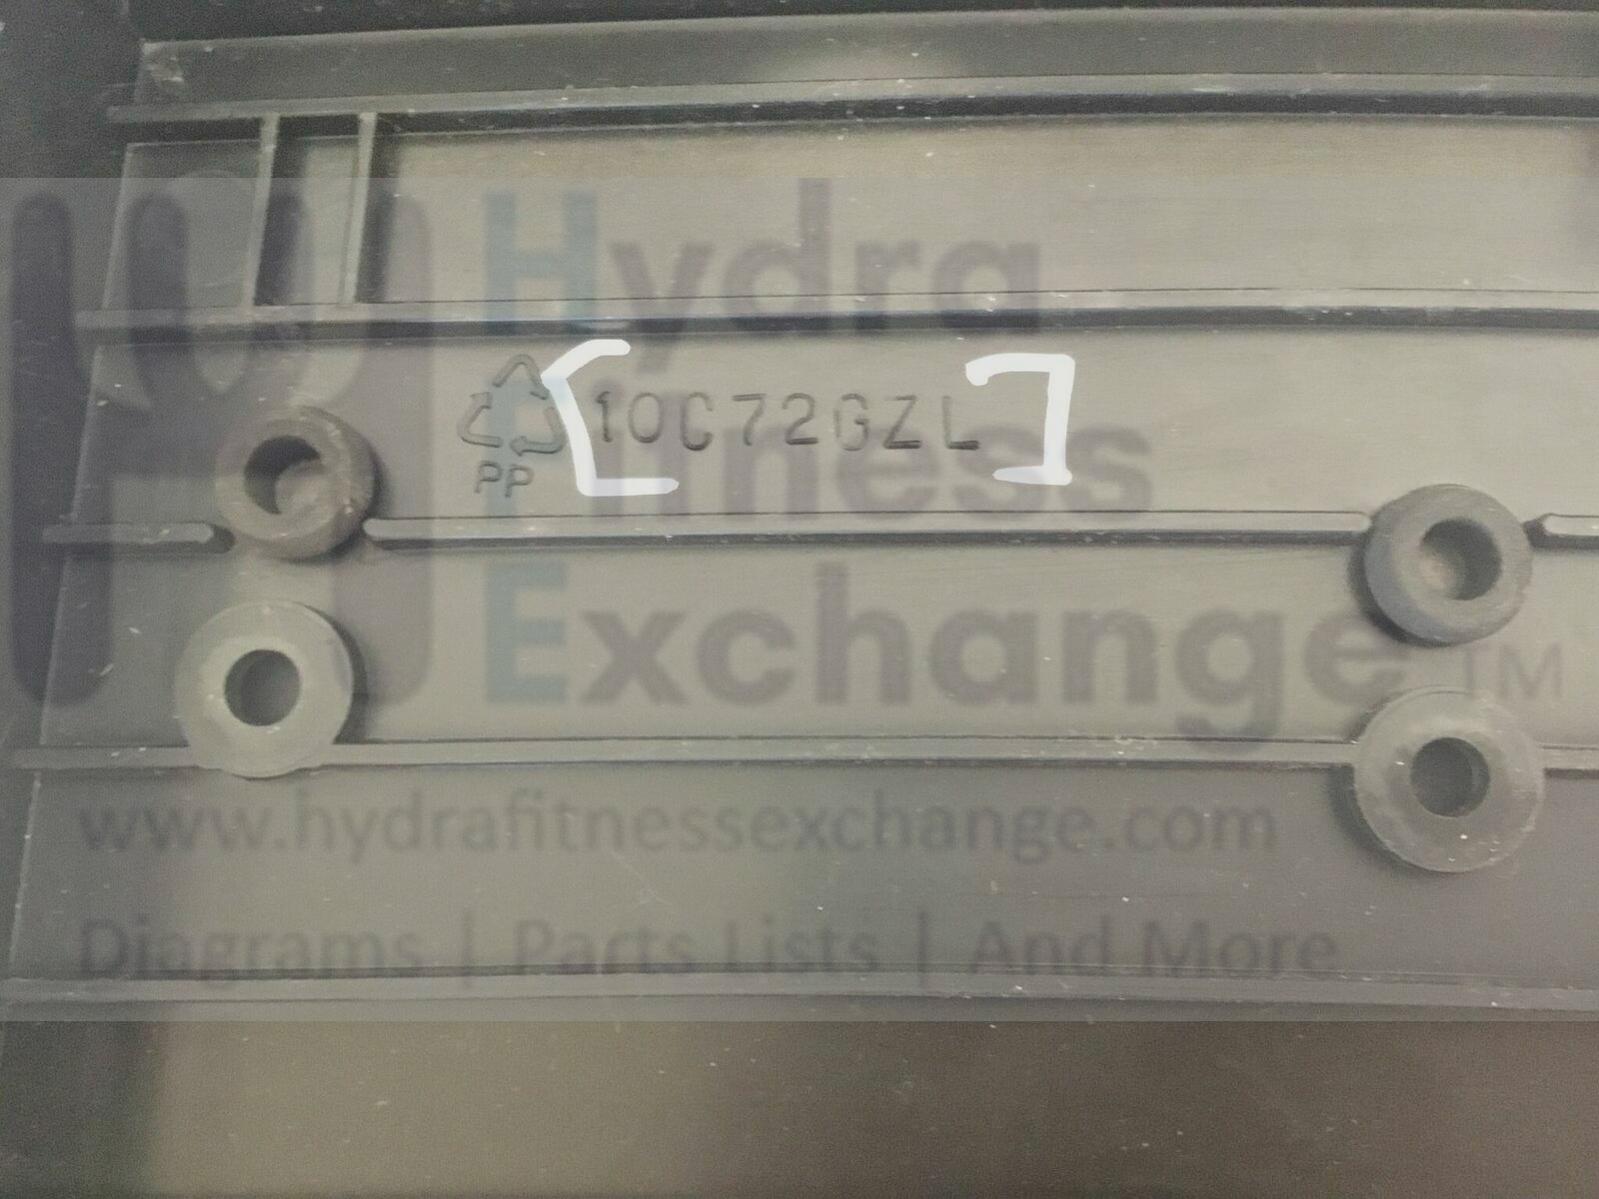 Hydra
10C72GZL
Fitness
PP
Exchange TM
www.hydrafitnessexchange.com
Diagrams | Parts Lists | And More